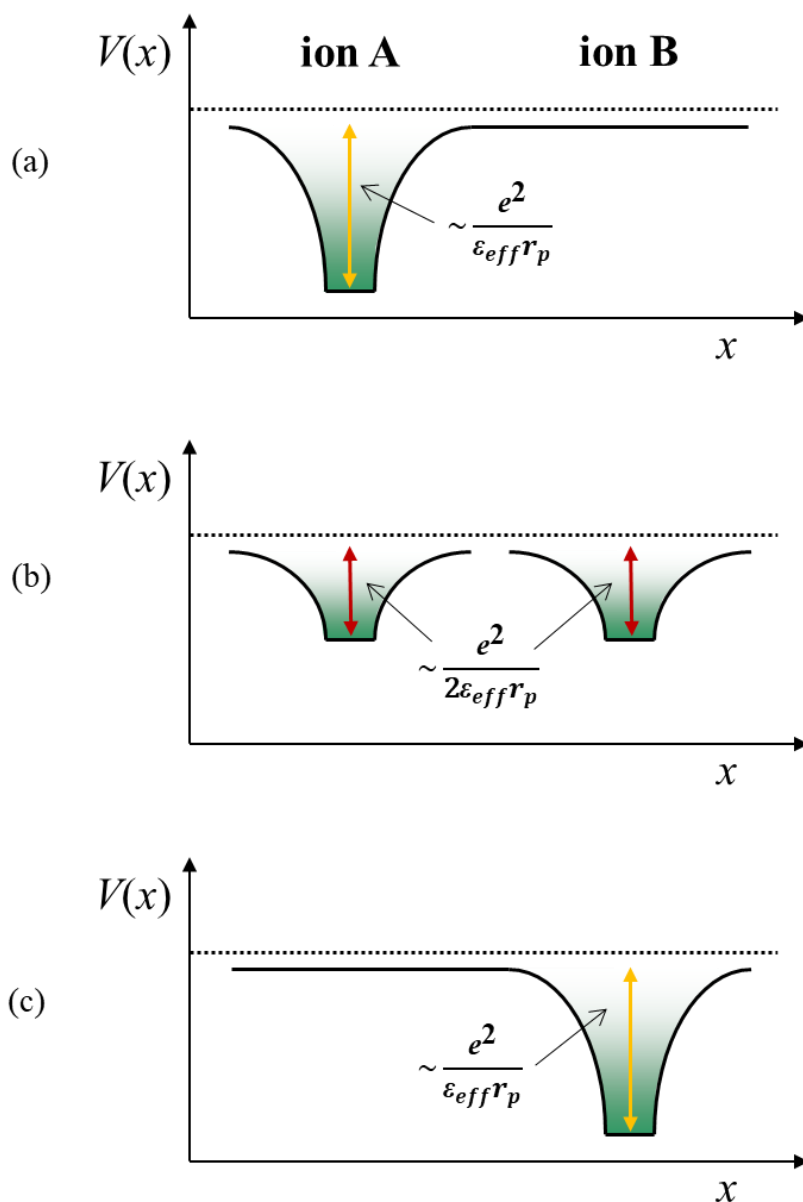 V(x) ion A ion B
(a)
~ e² / ε_eff r_p
x
V(x)
(b)
~ e² / 2ε_eff r_p
x
V(x)
(c)
~ e² / ε_eff r_p
x